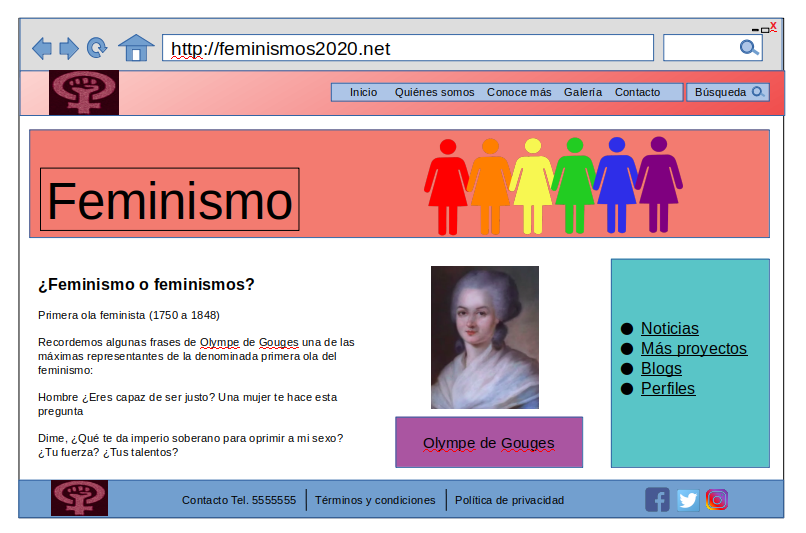 x
http://feminismos2020.net
Inicio Quiénes somos Conoce más Galería Contacto Búsqueda
Feminismo
¿Feminismo o feminismos?
Primera ola feminista (1750 a 1848)
Recordemos algunas frases de Olympe de Gouges una de las
máximas representantes de la denominada primera ola del
feminismo:
Hombre ¿Eres capaz de ser justo? Una mujer te hace esta
pregunta
Dime, ¿Qué te da imperio soberano para oprimir a mi sexo?
¿Tu fuerza? ¿Tus talentos?
Olympe de Gouges
Noticias
Más proyectos
Blogs
Perfiles
Contacto Tel. 5555555 Términos y condiciones Política de privacidad